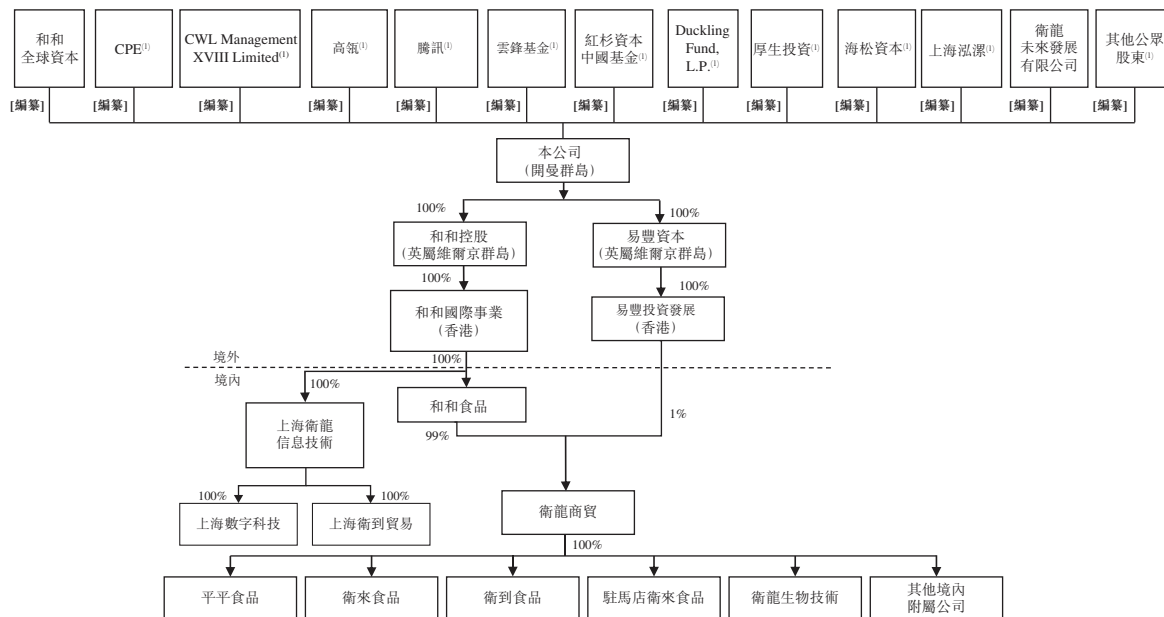 和和
全球資本
CPE(1)
CWL Management
XVIII Limited(1)
高瓴(1)
騰訊(1)
雲鋒基金(1)
紅杉資本
中國基金(1)
Duckling
Fund,
L.P.(1)
厚生投資(1)
海松資本(1)
上海泓漯(1)
衛龍
未來發展
有限公司
其他公眾
股東(1)
[編纂] [編纂] [編纂] [編纂] [編纂] [編纂] [編纂] [編纂] [編纂] [編纂] [編纂] [編纂] [編纂]
本公司
(開曼群島)
100% 100%
和和控股
(英屬維爾京群島)
易豐資本
(英屬維爾京群島)
100% 100%
和和國際事業
(香港)
易豐投資發展
(香港)
境外
100%
境內
100%
和和食品
1%
上海衛龍
信息技術
99%
100% 100%
上海數字科技
上海衛到貿易
衛龍商貿
100%
平平食品
衛來食品
衛到食品
駐馬店衛來食品
衛龍生物技術
其他境內
附屬公司